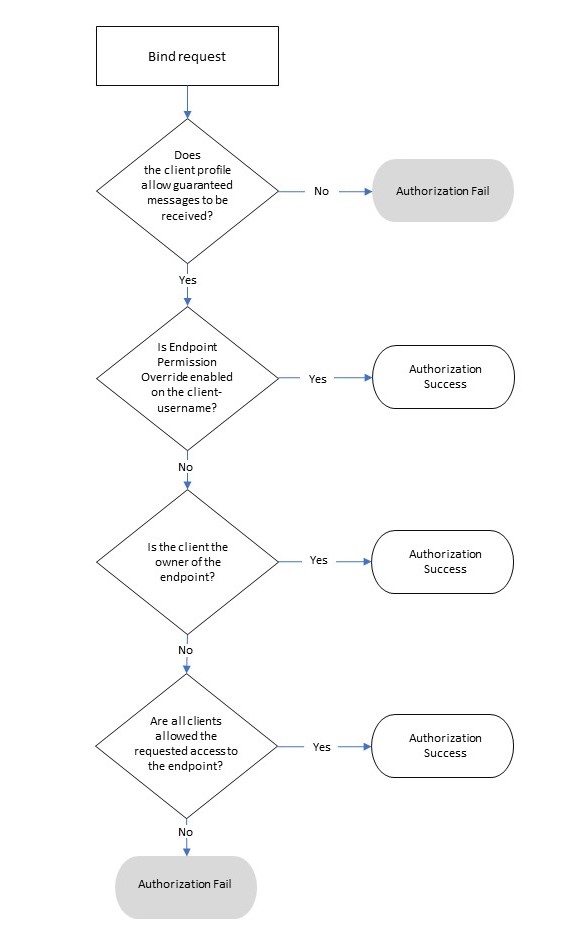 Bind request
Does
the client profile
allow guaranteed
messages to be
received?
No
Authorization Fail
Yes
Is Endpoint
Permission
Override enabled
on the client-
username?
Yes
Authorization
Success
No
Is the client the
owner of the
endpoint?
Yes
Authorization
Success
No
Are all clients
allowed the
requested access to
the endpoint?
Yes
Authorization
Success
No
Authorization Fail